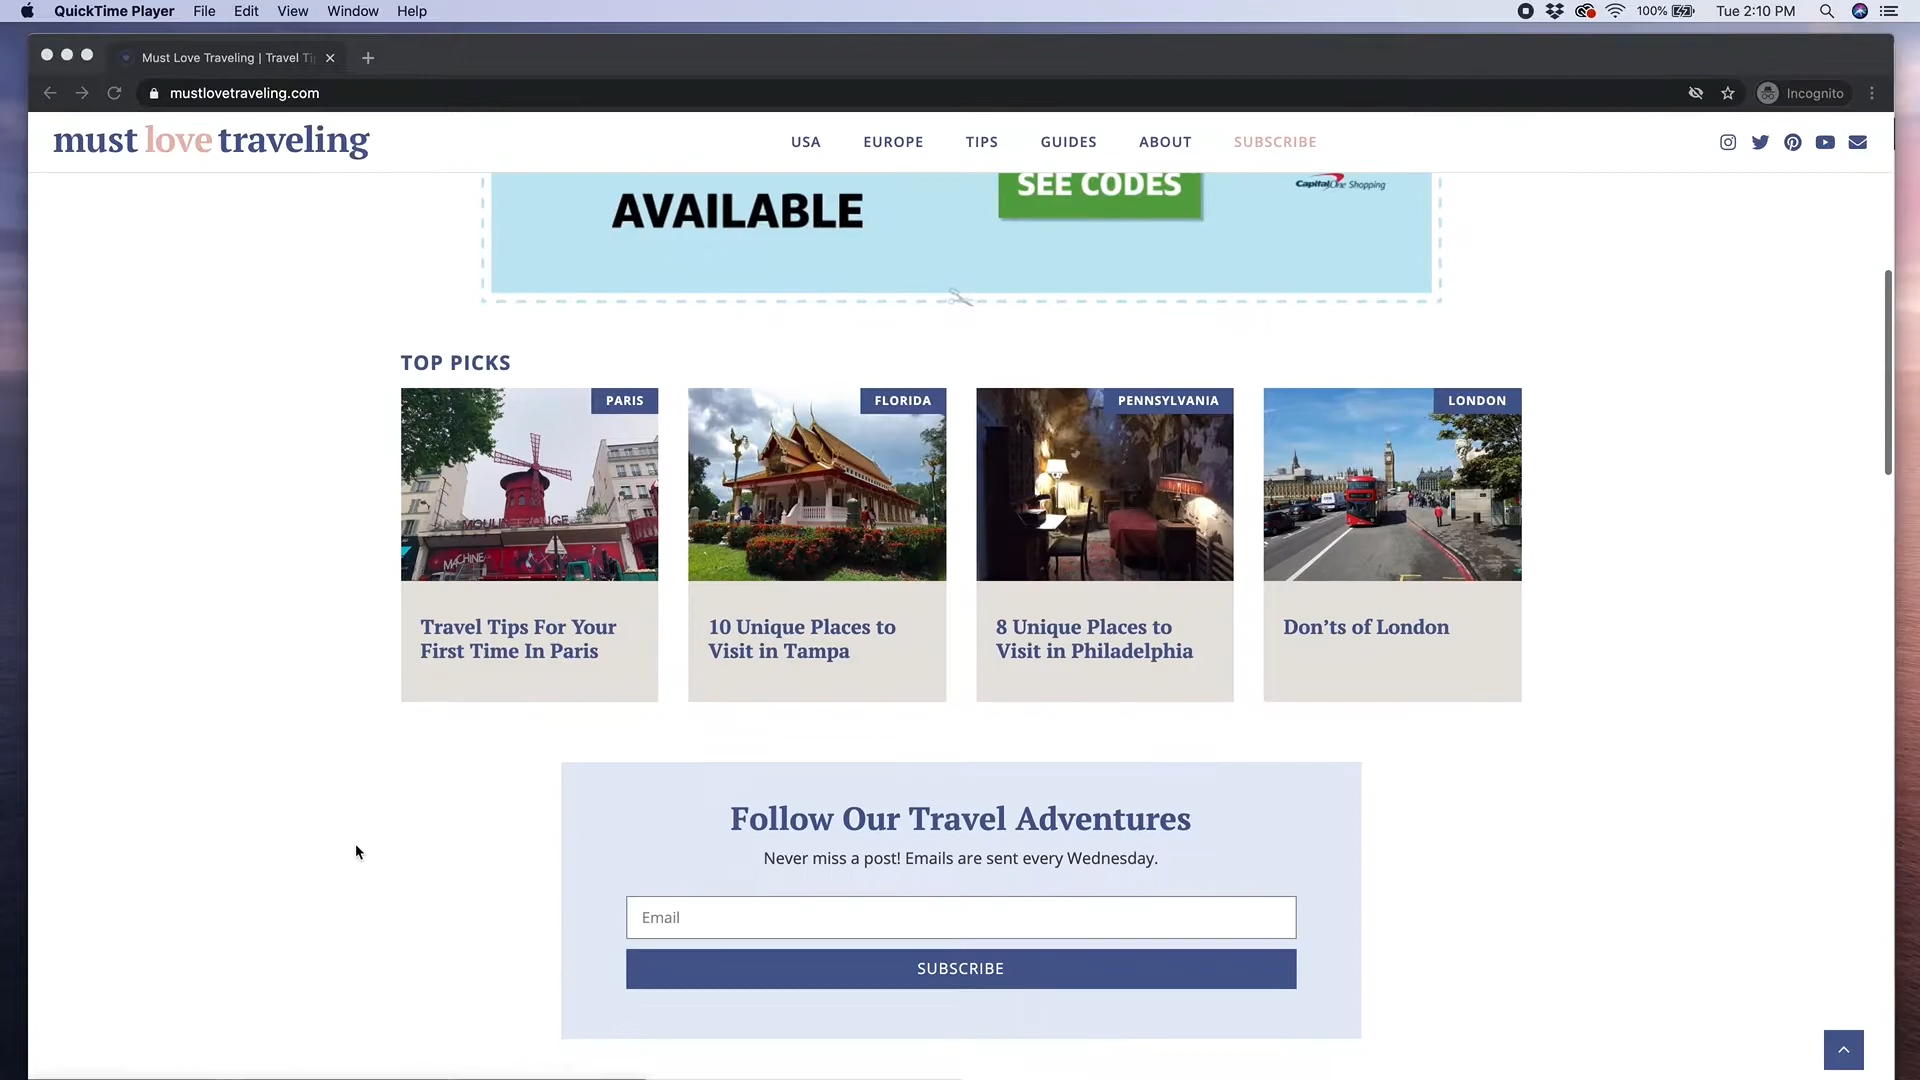 QuickTime Player File Edit View Window Help 100% Tue 2:10 PM
Must Love Traveling | Travel Ti
mustlovetraveling.com Incognito
must love traveling USA EUROPE TIPS GUIDES ABOUT SUBSCRIBE
SEE CODES
CapitalOne Shopping
AVAILABLE
TOP PICKS
PARIS FLORIDA PENNSYLVANIA LONDON
MOULIN ROUGE
MACHINE
Travel Tips For Your
First Time In Paris
10 Unique Places to
Visit in Tampa
8 Unique Places to
Visit in Philadelphia
Don’ts of London
Follow Our Travel Adventures
Never miss a post! Emails are sent every Wednesday.
Email
SUBSCRIBE